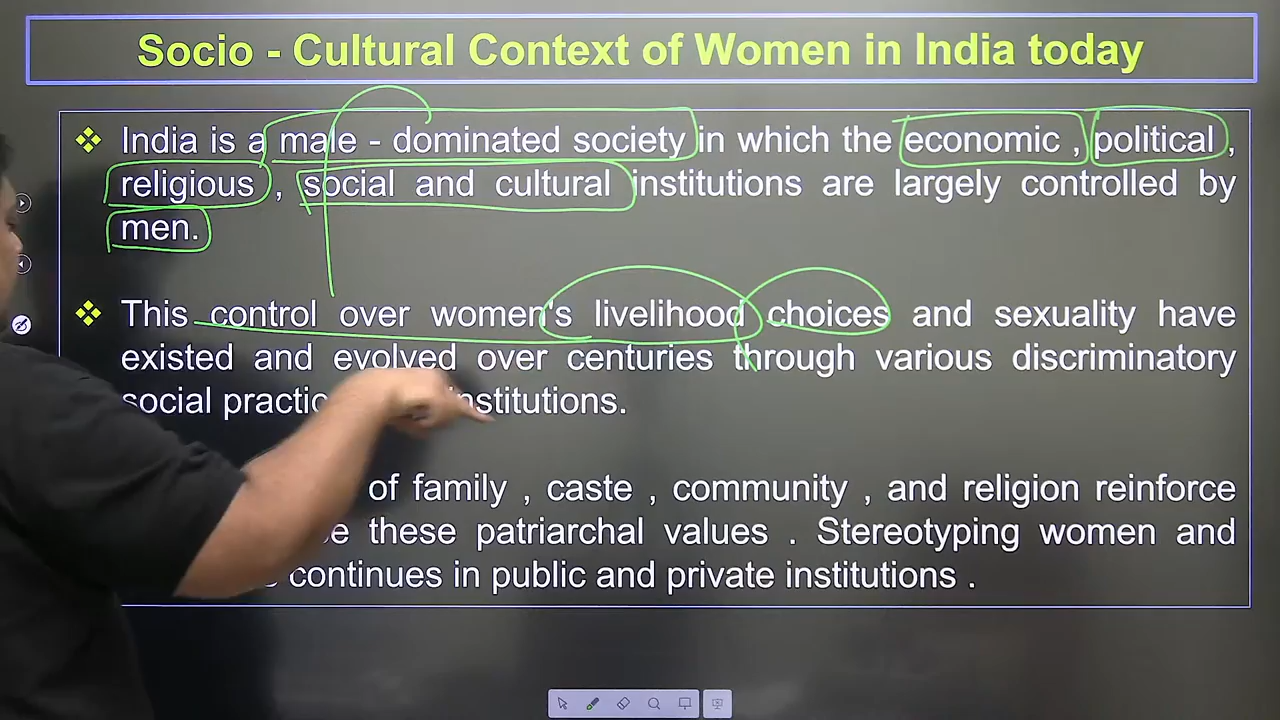 Socio - Cultural Context of Women in India today
❖ India is a male - dominated society in which the economic , political ,
religious , social and cultural institutions are largely controlled by
men.
❖ This control over women's livelihood choices and sexuality have
existed and evolved over centuries through various discriminatory
social institutions.
of family , caste , community , and religion reinforce
these patriarchal values . Stereotyping women and
continues in public and private institutions .